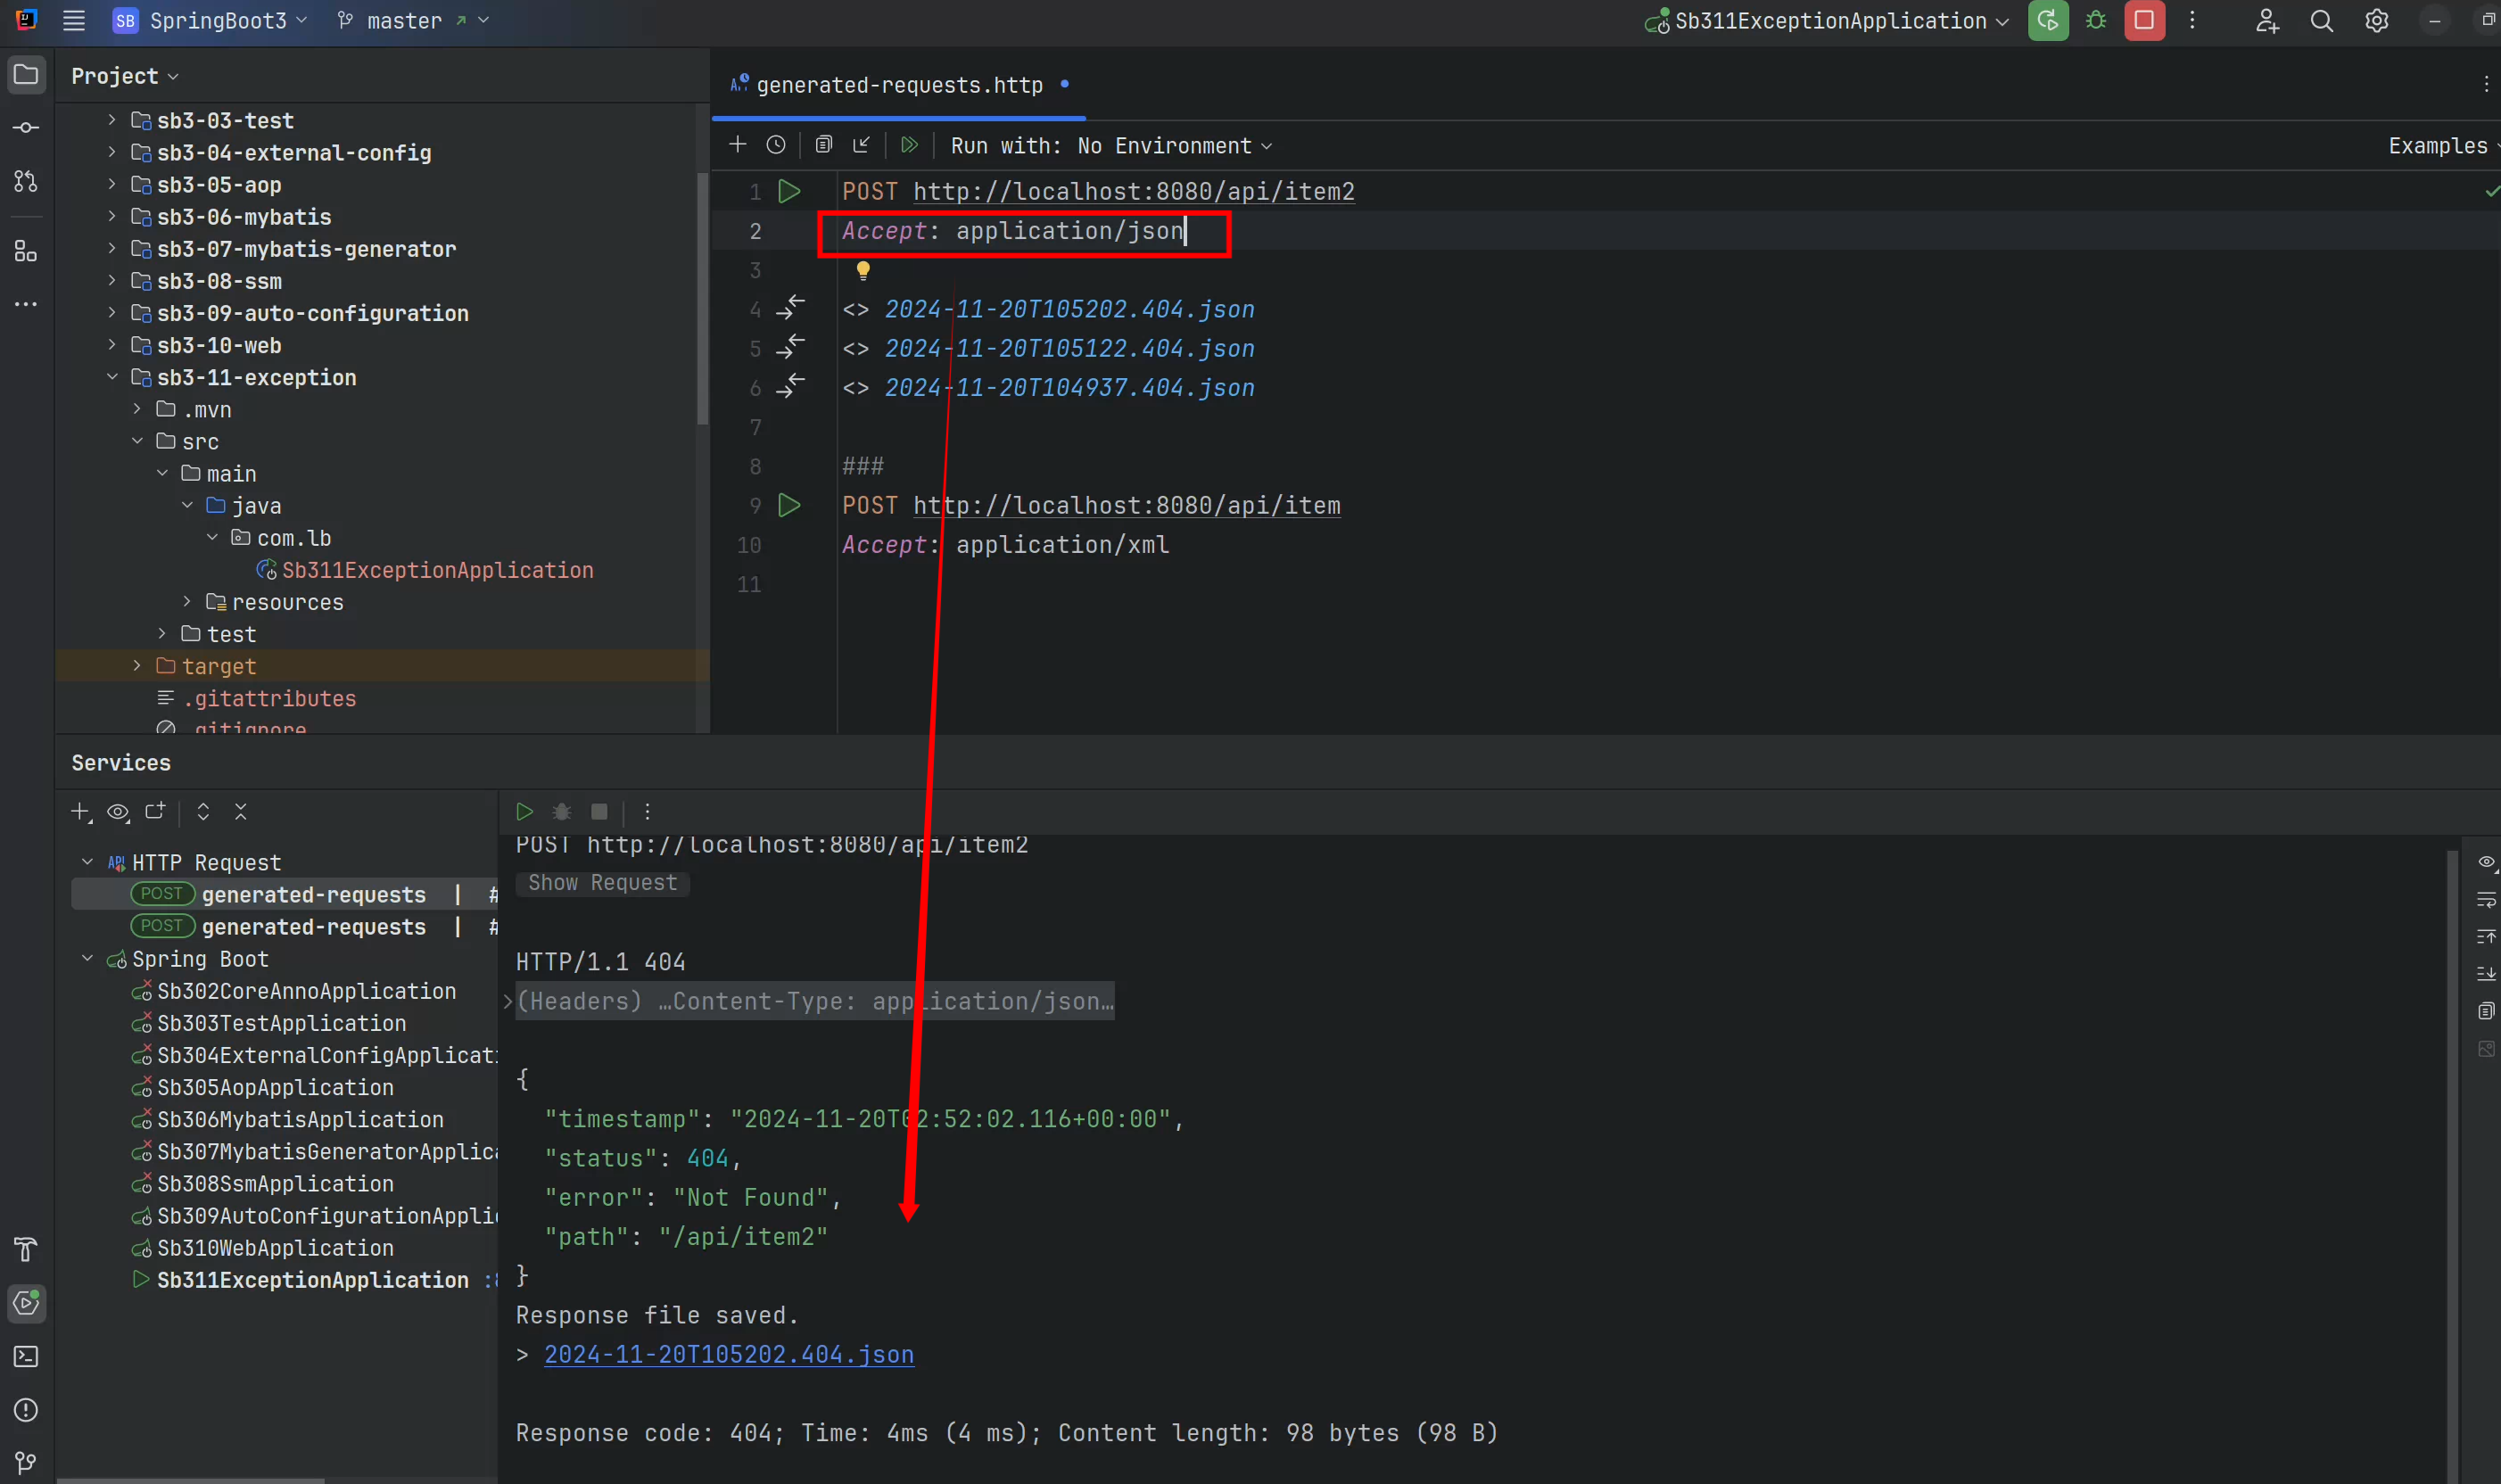 SB SpringBoot3 master
Sb311ExceptionApplication
Project
sb3-03-test
sb3-04-external-config
sb3-05-aop
sb3-06-mybatis
sb3-07-mybatis-generator
sb3-08-ssm
sb3-09-auto-configuration
sb3-10-web
sb3-11-exception
.mvn
src
main
java
com.lb
Sb311ExceptionApplication
resources
test
target
.gitattributes
.gitignore
generated-requests.http
Run with: No Environment
Examples
1 POST http://localhost:8080/api/item2
2 Accept: application/json
3
4 <> 2024-11-20T105202.404.json
5 <> 2024-11-20T105122.404.json
6 <> 2024-11-20T104937.404.json
7
8 ###
9 POST http://localhost:8080/api/item
10 Accept: application/xml
11
Services
API HTTP Request
POST generated-requests | #
POST generated-requests | #
Spring Boot
Sb302CoreAnnoApplication
Sb303TestApplication
Sb304ExternalConfigApplicati
Sb305AopApplication
Sb306MybatisApplication
Sb307MybatisGeneratorApplica
Sb308SsmApplication
Sb309AutoConfigurationApplic
Sb310WebApplication
Sb311ExceptionApplication :8
POST http://localhost:8080/api/item2
Show Request
HTTP/1.1 404
(Headers) …Content-Type: application/json…
{
"timestamp": "2024-11-20T02:52:02.116+00:00",
"status": 404,
"error": "Not Found",
"path": "/api/item2"
}
Response file saved.
> 2024-11-20T105202.404.json
Response code: 404; Time: 4ms (4 ms); Content length: 98 bytes (98 B)